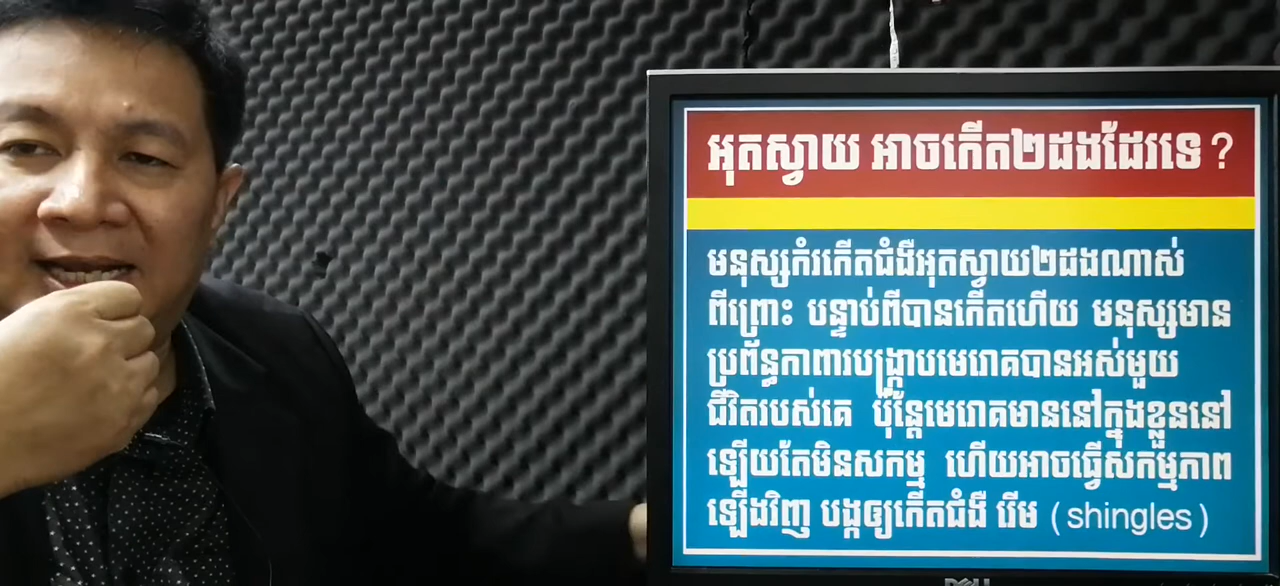 អុតស្វាយ អាចកើត២ដងដែរទេ ?
មនុស្សកំរកើតជំងឺអុតស្វាយ២ដងណាស់
ពីព្រោះ បន្ទាប់ពីបានកើតហើយ មនុស្សមាន
ប្រព័ន្ធកាពារបង្ក្រាបមេរោគបានអស់មួយ
ជីវិតរបស់គេ ប៉ុន្តែមេរោគមាននៅក្នុងខ្លួននៅ
ឡើយតែមិនសកម្ម ហើយអាចធ្វើសកម្មភាព
ឡើងវិញ បង្កឲ្យកើតជំងឺ រើម (shingles)
DELL